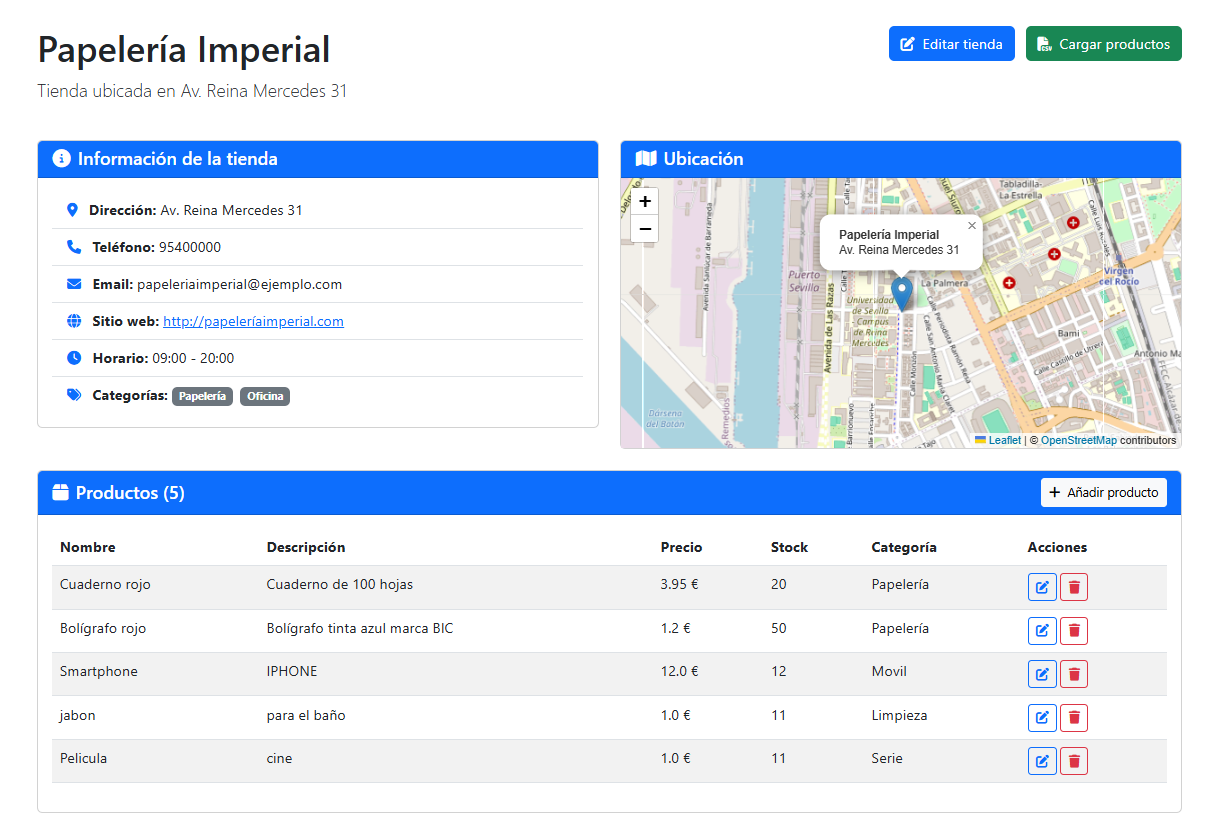 Papelería Imperial
Editar tienda
Cargar productos
Tienda ubicada en Av. Reina Mercedes 31
Información de la tienda
Dirección: Av. Reina Mercedes 31
Teléfono: 95400000
Email: papeleriaimperial@ejemplo.com
Sitio web: http://papeleríaimperial.com
Horario: 09:00 - 20:00
Categorías: Papelería Oficina
Ubicación
+
−
Papelería Imperial
Av. Reina Mercedes 31
×
Tabladilla-
La Estrella
Avenida Sanlúcar de Barrameda
Puerto
Sevilla
Avenida de Las Razas
Universidad
de Sevilla
-Campus
de Reina
Mercedes
La Palmera
Calle Periodista Ramón Resa
Calle San Antonio María Claret
Calle Monzón
Virgen
del Rocío
Bami
Calle Castillo de Utrera
Antonio Ma
Dársena
del Batán
Remedios
Leaflet | © OpenStreetMap contributors
Productos (5)
+ Añadir producto
Nombre Descripción Precio Stock Categoría Acciones
Cuaderno rojo Cuaderno de 100 hojas 3.95 € 20 Papelería
Bolígrafo rojo Bolígrafo tinta azul marca BIC 1.2 € 50 Papelería
Smartphone IPHONE 12.0 € 12 Movil
jabon para el baño 1.0 € 11 Limpieza
Pelicula cine 1.0 € 11 Serie